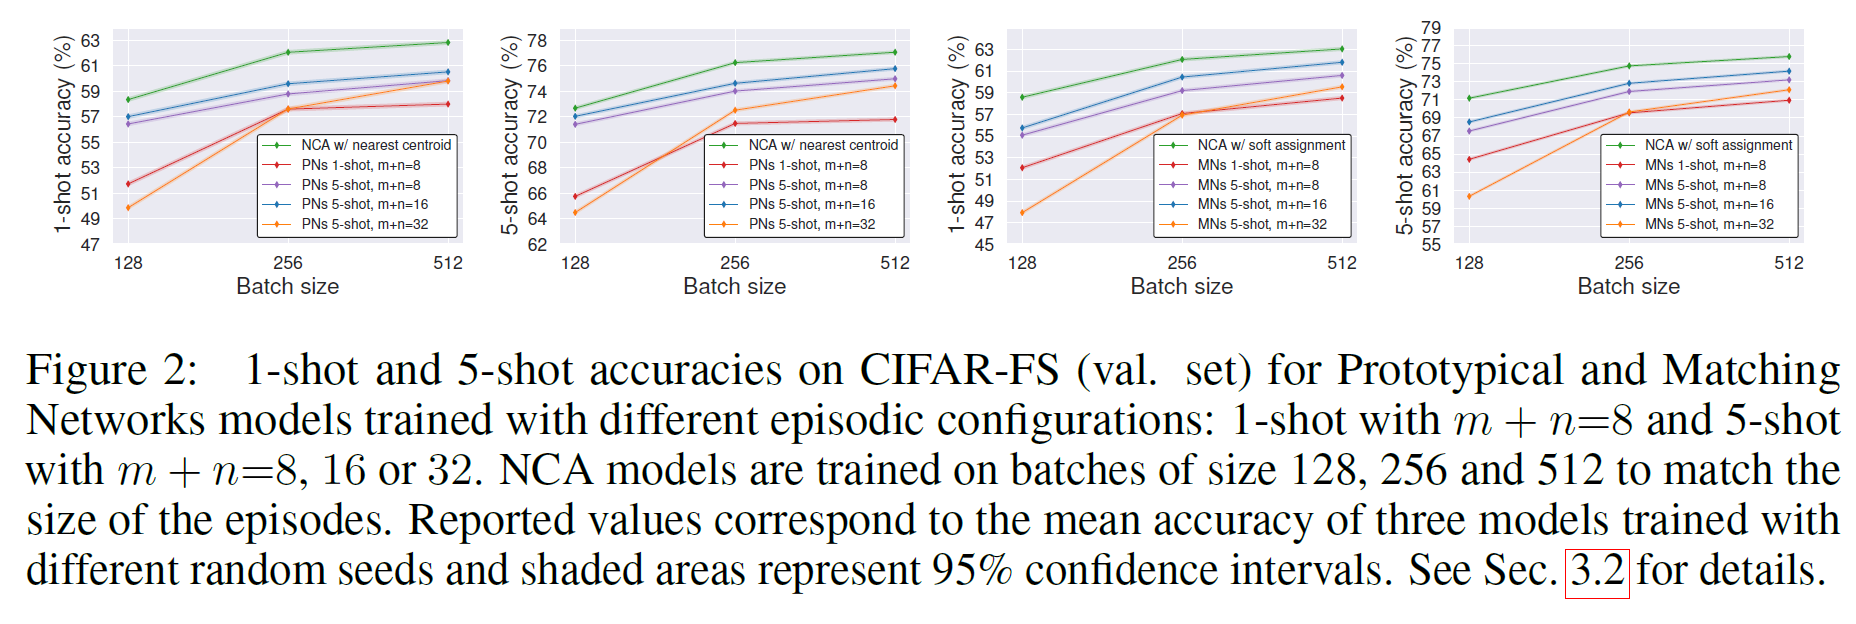 1-shot accuracy (%)
63
61
59
57
55
53
51
49
47
NCA w/ nearest centroid
PNs 1-shot, m+n=8
PNs 5-shot, m+n=8
PNs 5-shot, m+n=16
PNs 5-shot, m+n=32
128
256
512
Batch size
5-shot accuracy (%)
78
76
74
72
70
68
66
64
62
NCA w/ nearest centroid
PNs 1-shot, m+n=8
PNs 5-shot, m+n=8
PNs 5-shot, m+n=16
PNs 5-shot, m+n=32
128
256
512
Batch size
1-shot accuracy (%)
63
61
59
57
55
53
51
49
47
45
NCA w/ soft assignment
MNs 1-shot, m+n=8
MNs 5-shot, m+n=8
MNs 5-shot, m+n=16
MNs 5-shot, m+n=32
128
256
512
Batch size
5-shot accuracy (%)
79
77
75
73
71
69
67
65
63
61
59
57
55
NCA w/ soft assignment
MNs 1-shot, m+n=8
MNs 5-shot, m+n=8
MNs 5-shot, m+n=16
MNs 5-shot, m+n=32
128
256
512
Batch size
Figure 2: 1-shot and 5-shot accuracies on CIFAR-FS (val. set) for Prototypical and Matching
Networks models trained with different episodic configurations: 1-shot with m + n=8 and 5-shot
with m + n=8, 16 or 32. NCA models are trained on batches of size 128, 256 and 512 to match the
size of the episodes. Reported values correspond to the mean accuracy of three models trained with
different random seeds and shaded areas represent 95% confidence intervals. See Sec. 3.2 for details.